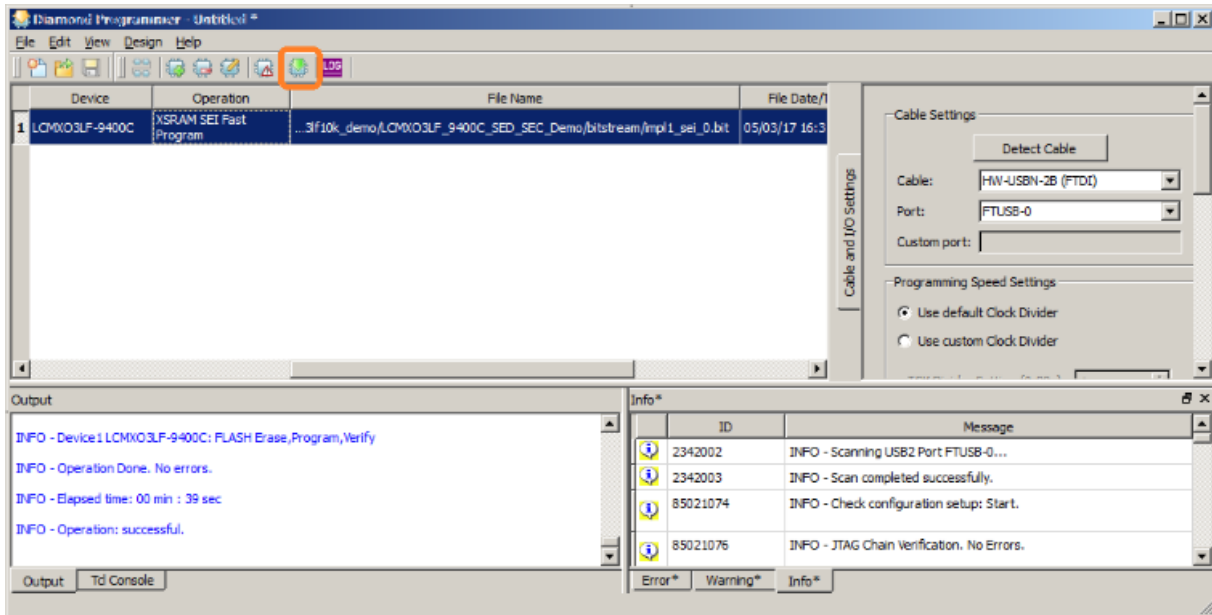 Diamond Programmer - Untitled *
File Edit View Design Help
LOG
Device Operation File Name File Date/T
1 LCMXO3LF-9400C XSRAM SEI Fast Program ...3lf10k_demo/LCMXO3LF_9400C_SED_SEC_Demo/bitstream/impl1_sei_0.bit 05/03/17 16:3
Cable and I/O Settings
Cable Settings
Detect Cable
Cable: HW-USBN-2B (FTDI)
Port: FTUSB-0
Custom port:
Programming Speed Settings
Use default Clock Divider
Use custom Clock Divider
Output
INFO - Device1 LCMXO3LF-9400C: FLASH Erase,Program,Verify
INFO - Operation Done. No errors.
INFO - Elapsed time: 00 min : 39 sec
INFO - Operation: successful.
Output Tcl Console
Info*
ID Message
2342002 INFO - Scanning USB2 Port FTUSB-0...
2342003 INFO - Scan completed successfully.
85021074 INFO - Check configuration setup: Start.
85021076 INFO - JTAG Chain Verification. No Errors.
Error* Warning* Info*